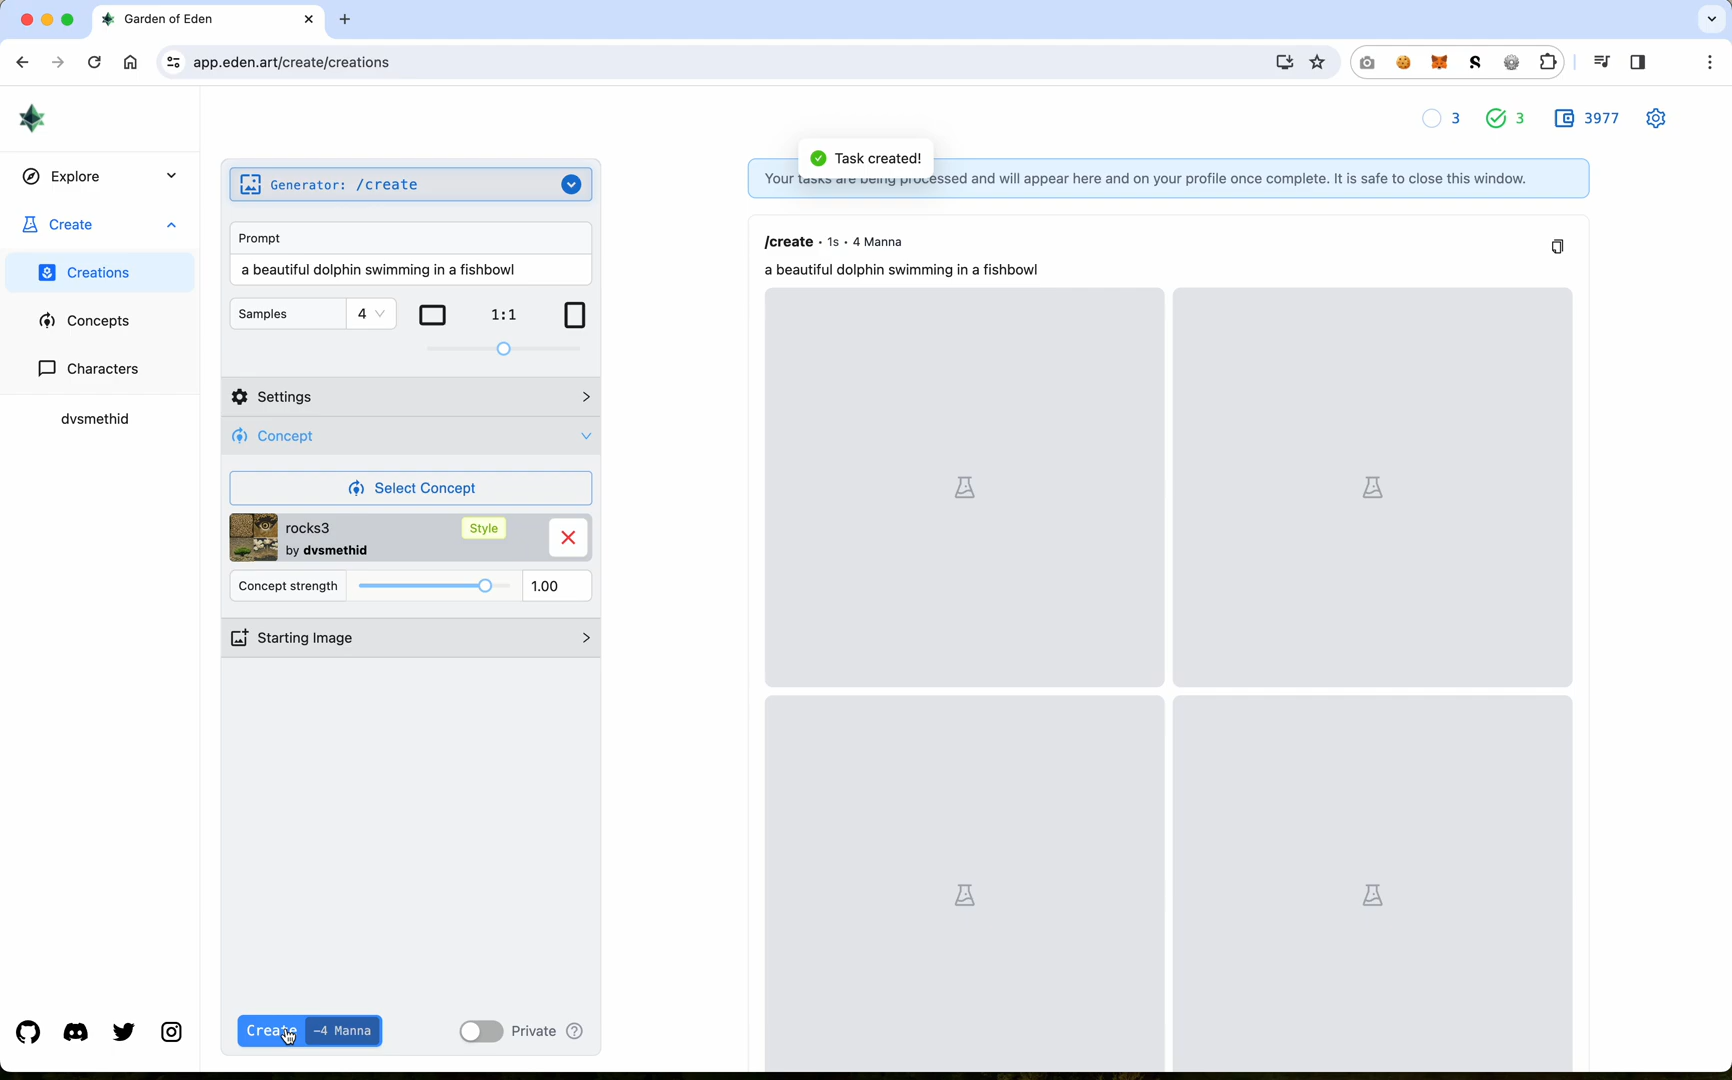 Garden of Eden
app.eden.art/create/creations
3
3
3977
Explore
Create
Creations
Concepts
Characters
dvsmethid
Generator: /create
Prompt
a beautiful dolphin swimming in a fishbowl
Samples
4
1:1
Settings
Concept
Select Concept
rocks3
Style
by dvsmethid
Concept strength
1.00
Starting Image
Create
-4 Manna
Private
Task created!
Your tasks are being processed and will appear here and on your profile once complete. It is safe to close this window.
/create · 1s · 4 Manna
a beautiful dolphin swimming in a fishbowl